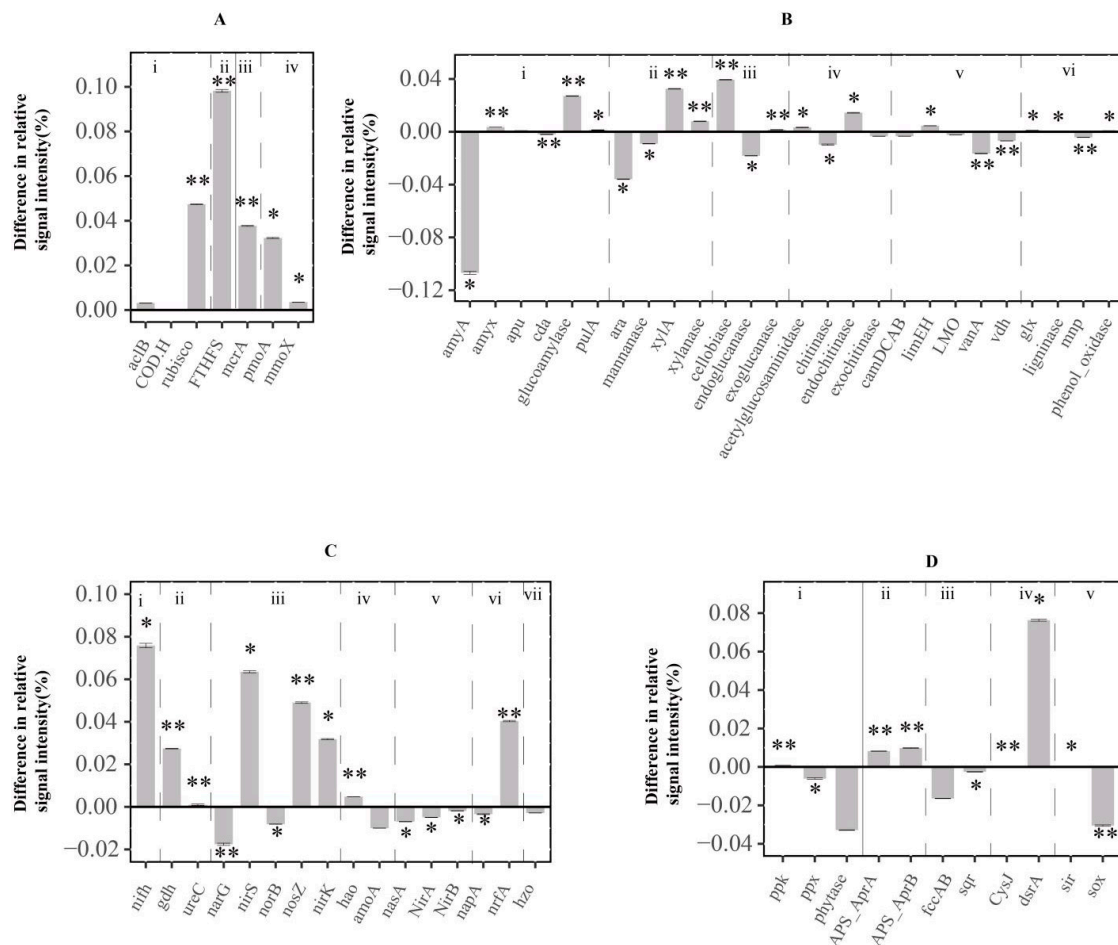 A
B
Difference in relative
signal intensity(%)
0.10
0.08
0.06
0.04
0.02
0.00
i
ii
iii
iv
**
**
**
*
*
aclB
COD.H
rubisco
FTHFS
mcrA
pmoA
mmoX
Difference in relative
signal intensity(%)
0.04
0.00
−0.04
−0.08
−0.12
i
ii
iii
iv
v
vi
*
**
**
**
*
*
*
**
**
**
*
**
*
*
*
*
**
**
*
*
**
*
amyA
amyx
apu
cda
glucoamylase
pulA
ara
mannanase
xylA
xylanase
cellobiase
endoglucanase
exoglucanase
acetylglucosaminidase
chitinase
endochitinase
exochitinase
camDCAB
limEH
LMO
vanA
vdh
glx
ligninase
mnp
phenol_oxidase
C
D
Difference in relative
signal intensity(%)
0.10
0.08
0.06
0.04
0.02
0.00
−0.02
i
ii
iii
iv
v
vi
vii
*
**
**
**
*
*
**
*
**
*
*
*
*
**
nifh
gdh
ureC
narG
nirS
norB
nosZ
nirK
hao
amoA
nasA
NirA
NirB
napA
nrfA
hzo
Difference in relative
signal intensity(%)
0.08
0.06
0.04
0.02
0.00
−0.02
−0.04
i
ii
iii
iv
v
**
*
**
**
*
**
*
*
**
ppk
ppx
phytase
APS_AprA
APS_AprB
fccAB
sqr
CysJ
dsrA
sir
sox